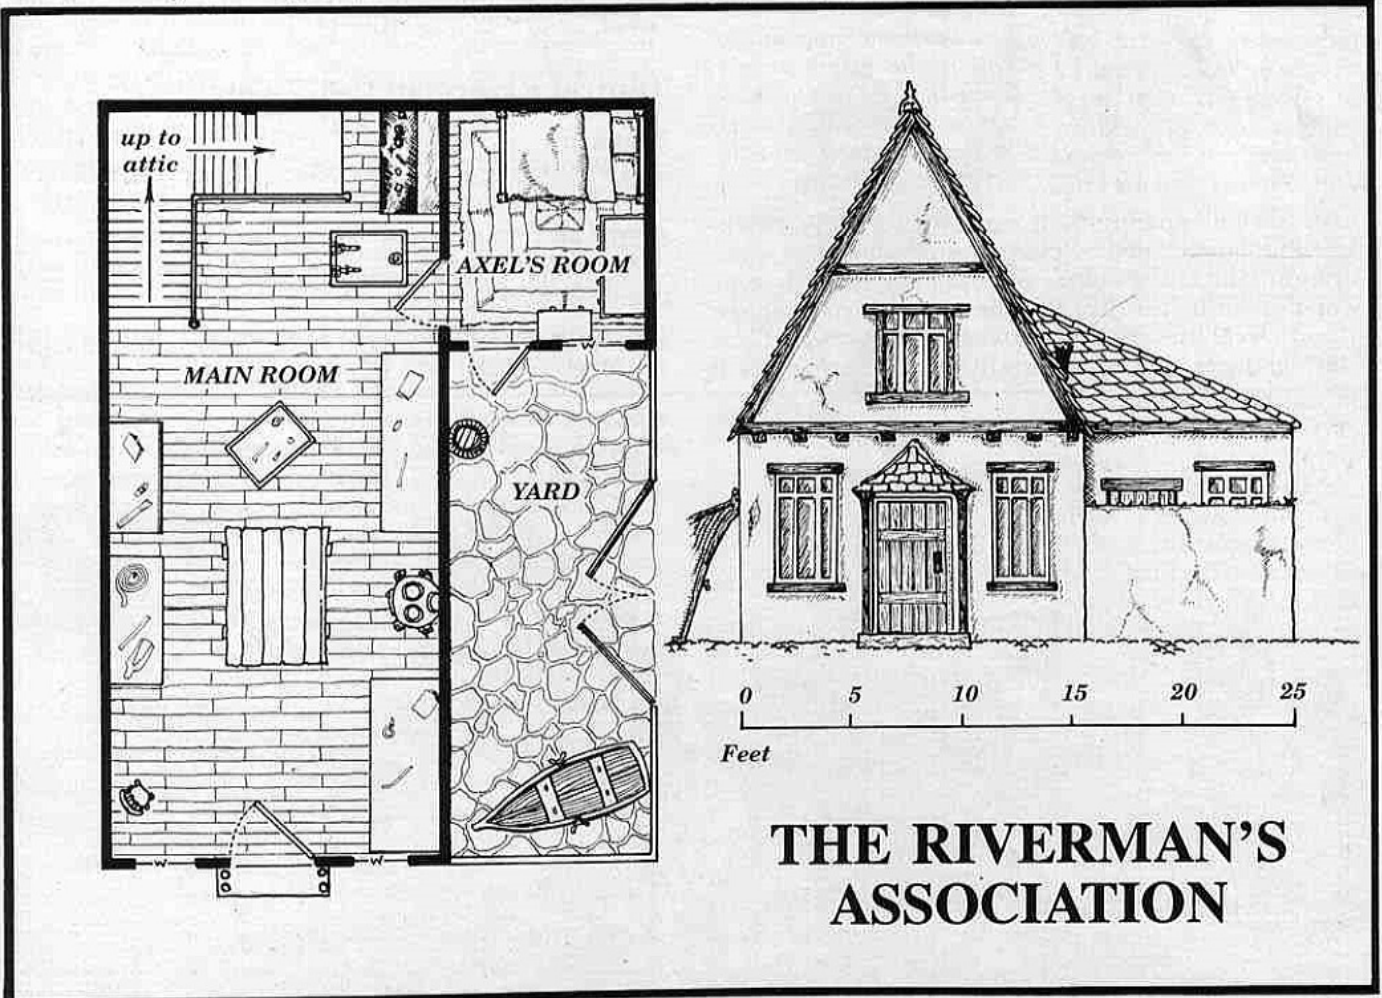 up to
attic
AXEL'S ROOM
MAIN ROOM
YARD
W
W
W
0 5 10 15 20 25
Feet
THE RIVERMAN'S
ASSOCIATION